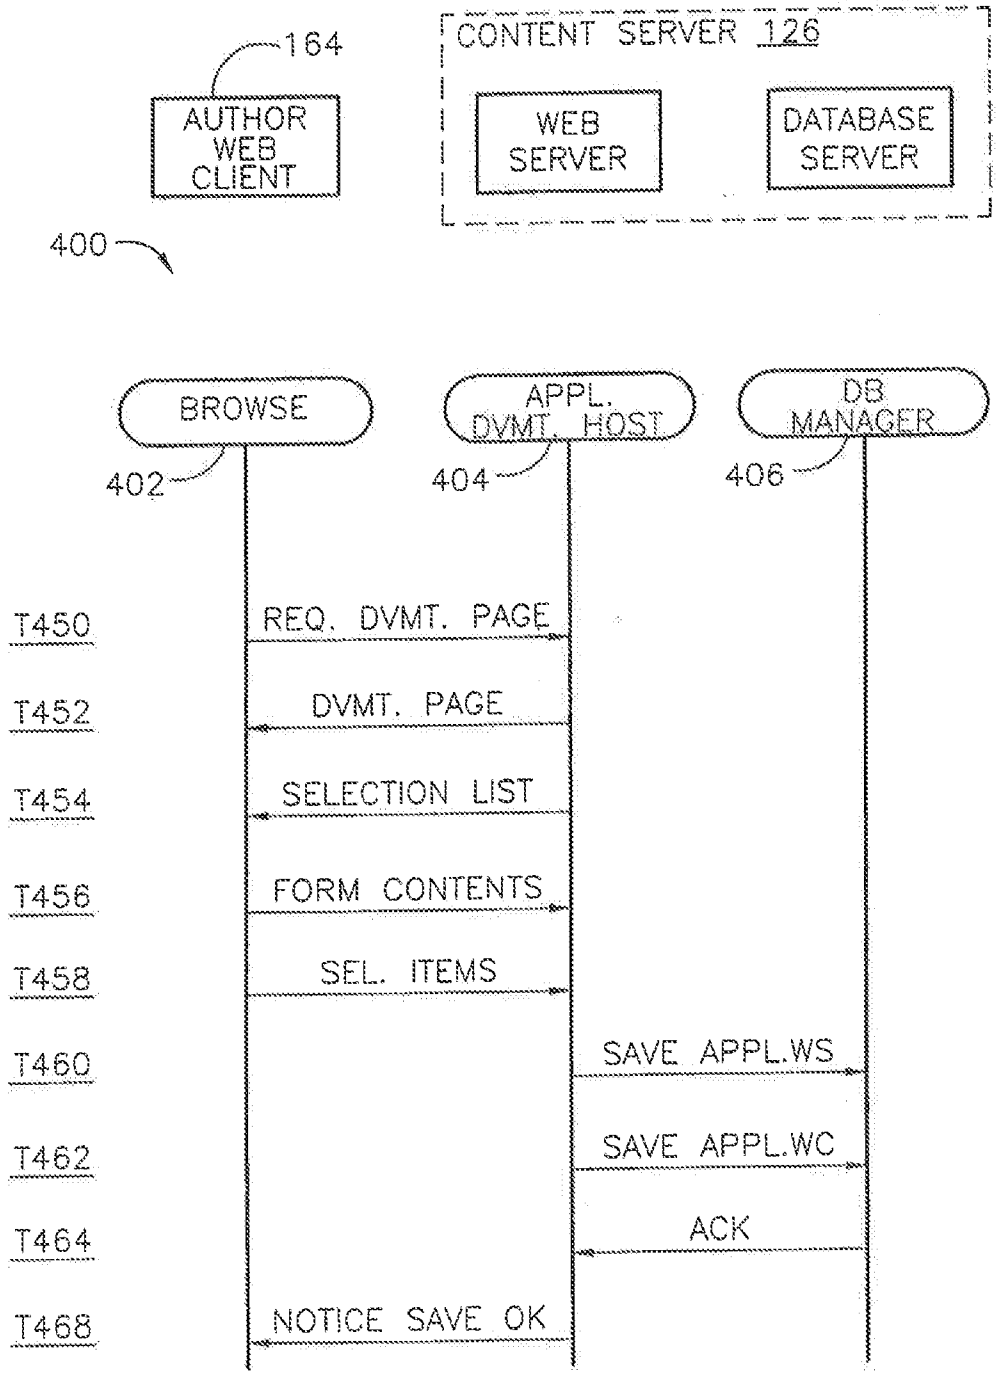 164
CONTENT SERVER 126
AUTHOR
WEB
CLIENT
WEB
SERVER
DATABASE
SERVER
400
BROWSE
APPL.
DVMT. HOST
DB
MANAGER
402
404
406
T450
REQ. DVMT. PAGE
T452
DVMT. PAGE
T454
SELECTION LIST
T456
FORM CONTENTS
T458
SEL. ITEMS
T460
SAVE APPL.WS
T462
SAVE APPL.WC
T464
ACK
T468
NOTICE SAVE OK